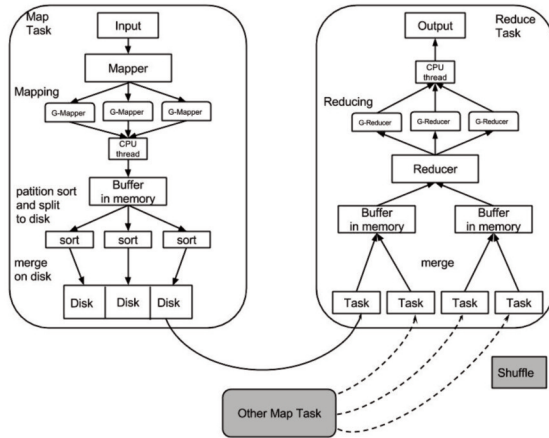 Map
Task
Input
Mapper
Mapping
G-Mapper G-Mapper G-Mapper
CPU
thread
patition sort
and split
to disk
Buffer
in memory
sort sort sort
merge
on disk
Disk Disk Disk
Output
Reduce
Task
CPU
thread
Reducing
G-Reducer G-Reducer G-Reducer
Reducer
Buffer
in memory
Buffer
in memory
merge
Task Task Task Task
Shuffle
Other Map Task